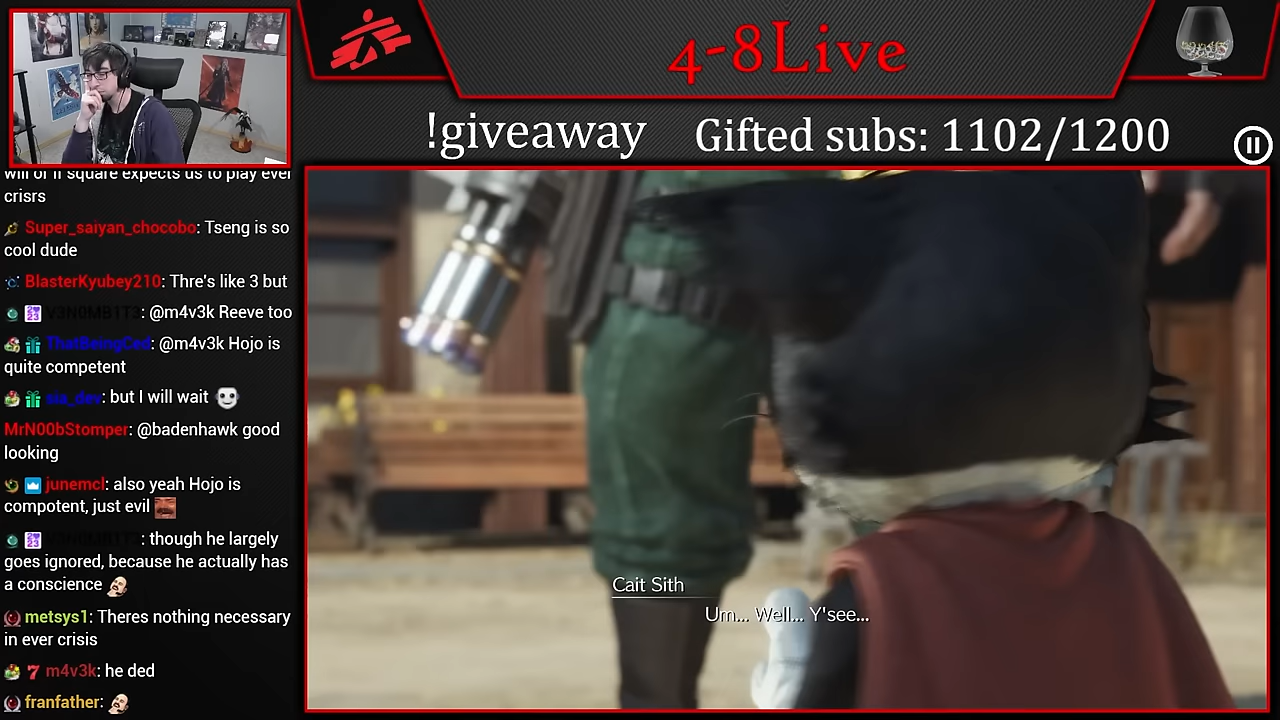 4-8Live
!giveaway Gifted subs: 1102/1200
will or if square expects us to play ever
crisrs
Super_saiyan_chocobo: Tseng is so
cool dude
BlasterKyubey210: Thre's like 3 but
V3N0MB1T3: @m4v3k Reeve too
ThatBeingCed: @m4v3k Hojo is
quite competent
sia_dev: but I will wait
MrN00bStomper: @badenhawk good
looking
junemcl: also yeah Hojo is
compotent, just evil
V3N0MB1T3: though he largely
goes ignored, because he actually has
a conscience
metsys1: Theres nothing necessary
in ever crisis
7 m4v3k: he ded
franfather:
Cait Sith
Um... Well... Y'see...